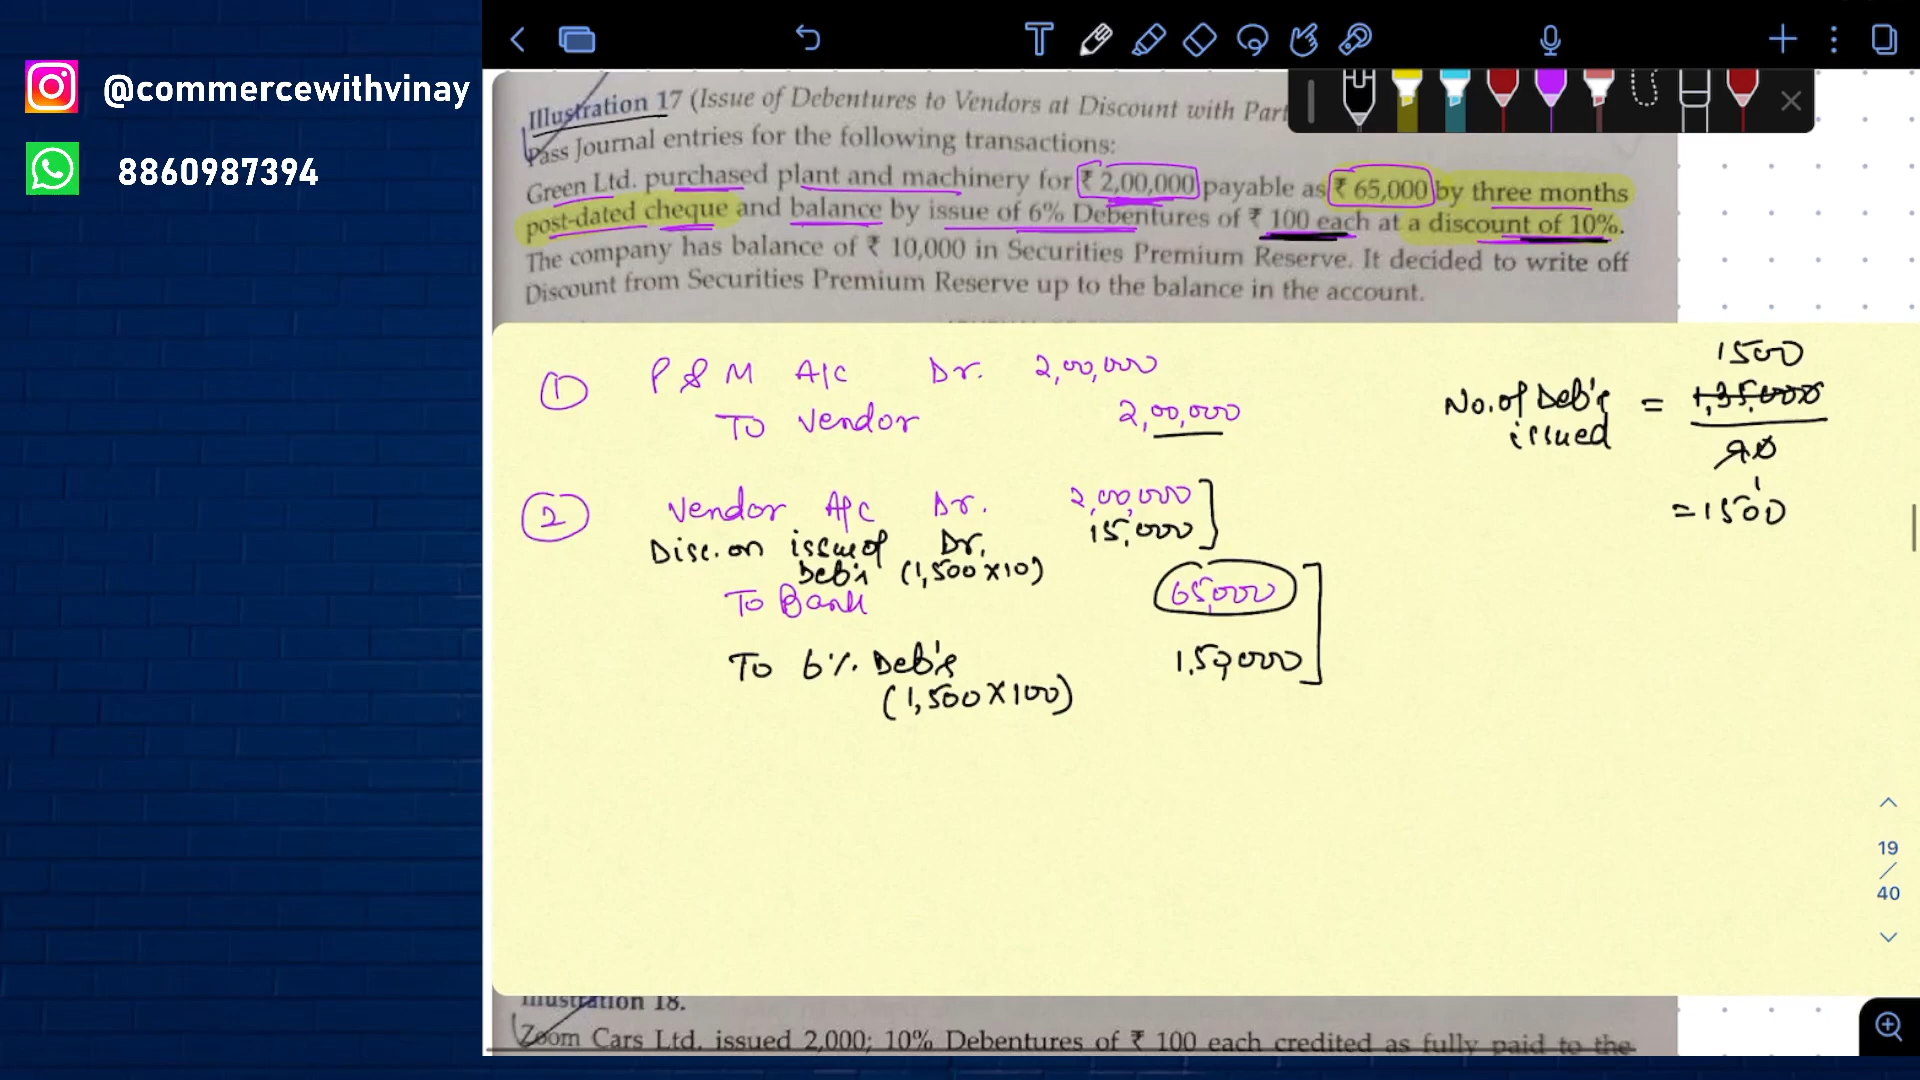 @commercewithvinay
8860987394
Illustration 17 (Issue of Debentures to Vendors at Discount with Part
Pass Journal entries for the following transactions:
Green Ltd. purchased plant and machinery for ₹ 2,00,000 payable as ₹ 65,000 by three months
post-dated cheque and balance by issue of 6% Debentures of ₹ 100 each at a discount of 10%.
The company has balance of ₹ 10,000 in Securities Premium Reserve. It decided to write off
Discount from Securities Premium Reserve up to the balance in the account.
1 P & M A/c Dr. 2,00,000
To Vendor 2,00,000
2 Vendor A/c Dr. 2,00,000
Disc. on issue of Dr. 15,000
Deb's (1,500 X 10)
To Bank 65,000
To 6% Deb's 1,50,000
(1,500 X 100)
1500
No. of Deb's = 1,35,000
issued 90
1
= 1500
19
/
40
Illustration 18.
Zoom Cars Ltd. issued 2,000; 10% Debentures of ₹ 100 each credited as fully paid to the